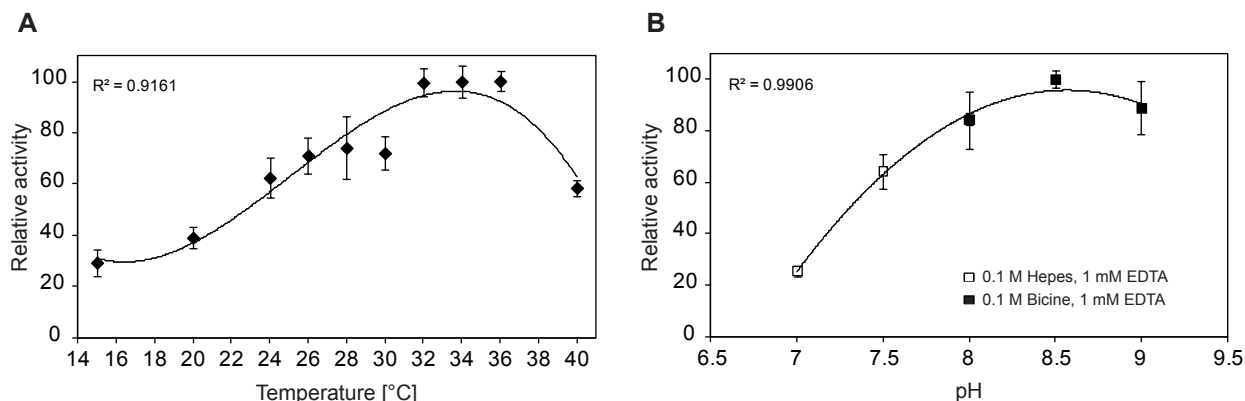 A
R² = 0.9161
Relative activity
100
80
60
40
20
0
14 16 18 20 22 24 26 28 30 32 34 36 38 40
Temperature [°C]
B
R² = 0.9906
Relative activity
100
80
60
40
20
0
0.1 M Hepes, 1 mM EDTA
0.1 M Bicine, 1 mM EDTA
6.5 7 7.5 8 8.5 9 9.5
pH